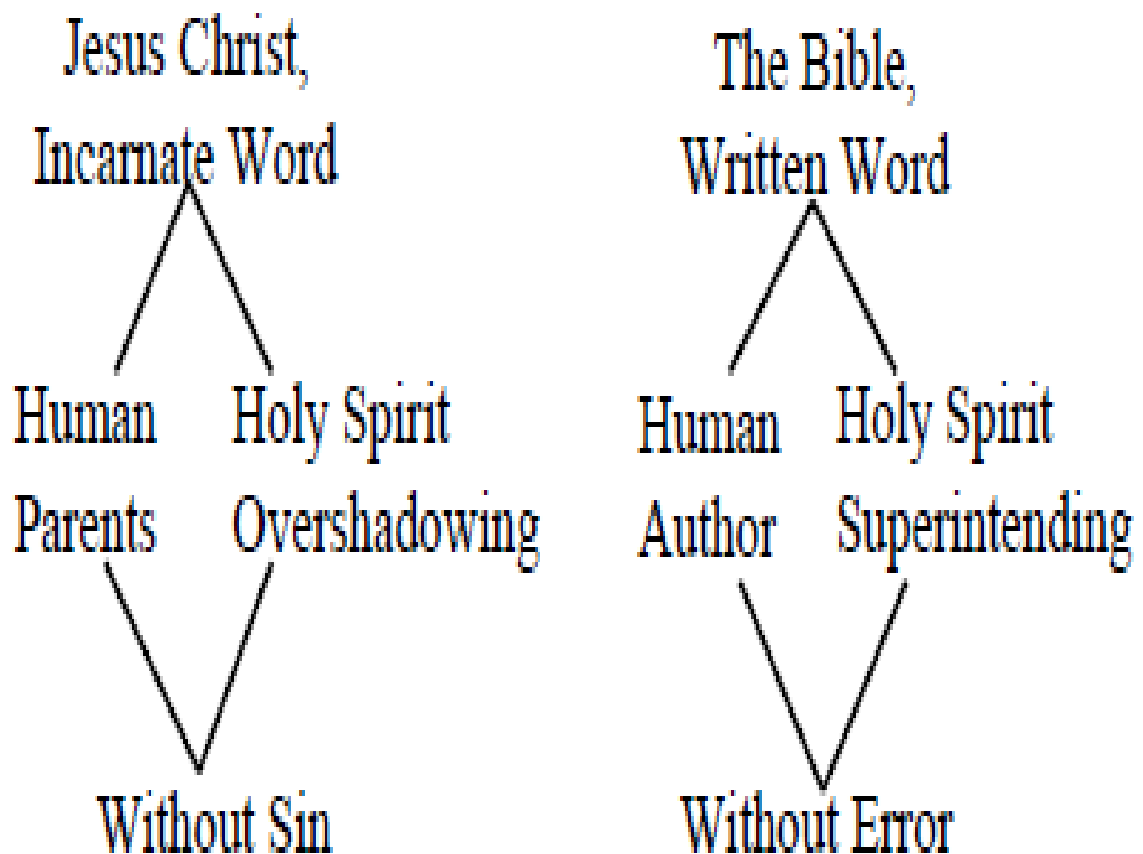 Jesus Christ,
Incarnate Word
Human
Parents
Holy Spirit
Overshadowing
Without Sin
The Bible,
Written Word
Human
Author
Holy Spirit
Superintending
Without Error